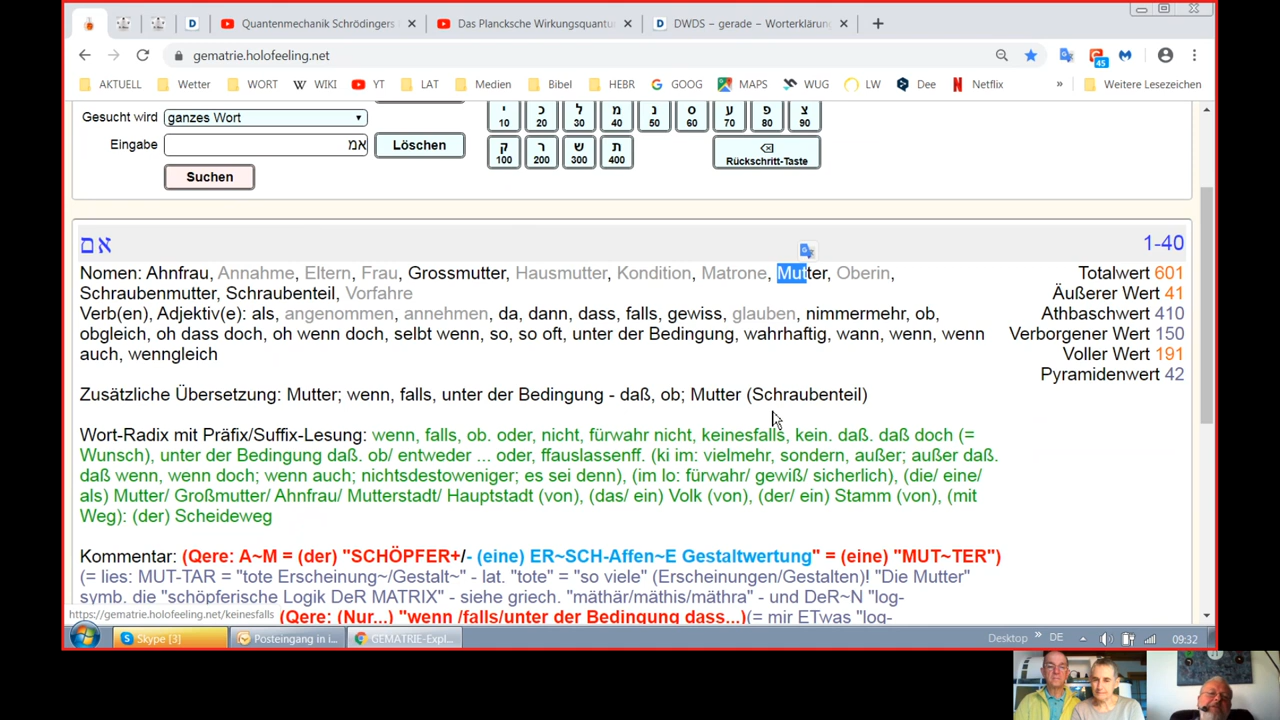 Quantenmechanik Schrödingers
Das Plancksche Wirkungsquantu
DWDS – gerade – Worterklärung
gematrie.holofeeling.net
45
AKTUELL Wetter WORT WIKI YT LAT Medien Bibel HEBR GOOG MAPS WUG LW Dee Netflix » Weitere Lesezeichen
Gesucht wird ganzes Wort
Eingabe אמ Löschen
Suchen
י כ ל מ נ ס ע פ צ
10 20 30 40 50 60 70 80 90
ק ר ש ת
100 200 300 400 Rückschritt-Taste
אם 1-40
Nomen: Ahnfrau, Annahme, Eltern, Frau, Grossmutter, Hausmutter, Kondition, Matrone, Mutter, Oberin,
Schraubenmutter, Schraubenteil, Vorfahre
Verb(en), Adjektiv(e): als, angenommen, annehmen, da, dann, dass, falls, gewiss, glauben, nimmermehr, ob,
obgleich, oh dass doch, oh wenn doch, selbt wenn, so, so oft, unter der Bedingung, wahrhaftig, wann, wenn, wenn
auch, wenngleich
Totalwert 601
Äußerer Wert 41
Athbaschwert 410
Verborgener Wert 150
Voller Wert 191
Pyramidenwert 42
Zusätzliche Übersetzung: Mutter; wenn, falls, unter der Bedingung - daß, ob; Mutter (Schraubenteil)
Wort-Radix mit Präfix/Suffix-Lesung: wenn, falls, ob. oder, nicht, fürwahr nicht, keinesfalls, kein. daß. daß doch (=
Wunsch), unter der Bedingung daß. ob/ entweder ... oder, ffauslassenff. (ki im: vielmehr, sondern, außer; außer daß.
daß wenn, wenn doch; wenn auch; nichtsdestoweniger; es sei denn), (im lo: fürwahr/ gewiß/ sicherlich), (die/ eine/
als) Mutter/ Großmutter/ Ahnfrau/ Mutterstadt/ Hauptstadt (von), (das/ ein) Volk (von), (der/ ein) Stamm (von), (mit
Weg): (der) Scheideweg
Kommentar: (Qere: A~M = (der) "SCHÖPFER+/- (eine) ER~SCH-Affen~E Gestaltwertung" = (eine) "MUT~TER")
(= lies: MUT-TAR = "tote Erscheinung~/Gestalt~" - lat. "tote" = "so viele" (Erscheinungen/Gestalten)! "Die Mutter"
symb. die "schöpferische Logik DeR MATRIX" - siehe griech. "mäthär/mäthis/mäthra" - und DeR~N "log-
https://gematrie.holofeeling.net/keinesfalls (Qere: (Nur...) "wenn /falls/unter der Bedingung dass...)(= mir ETwas "log-
Skype [3] Posteingang in i... GEMATRIE-Expl... Desktop » DE 09:32